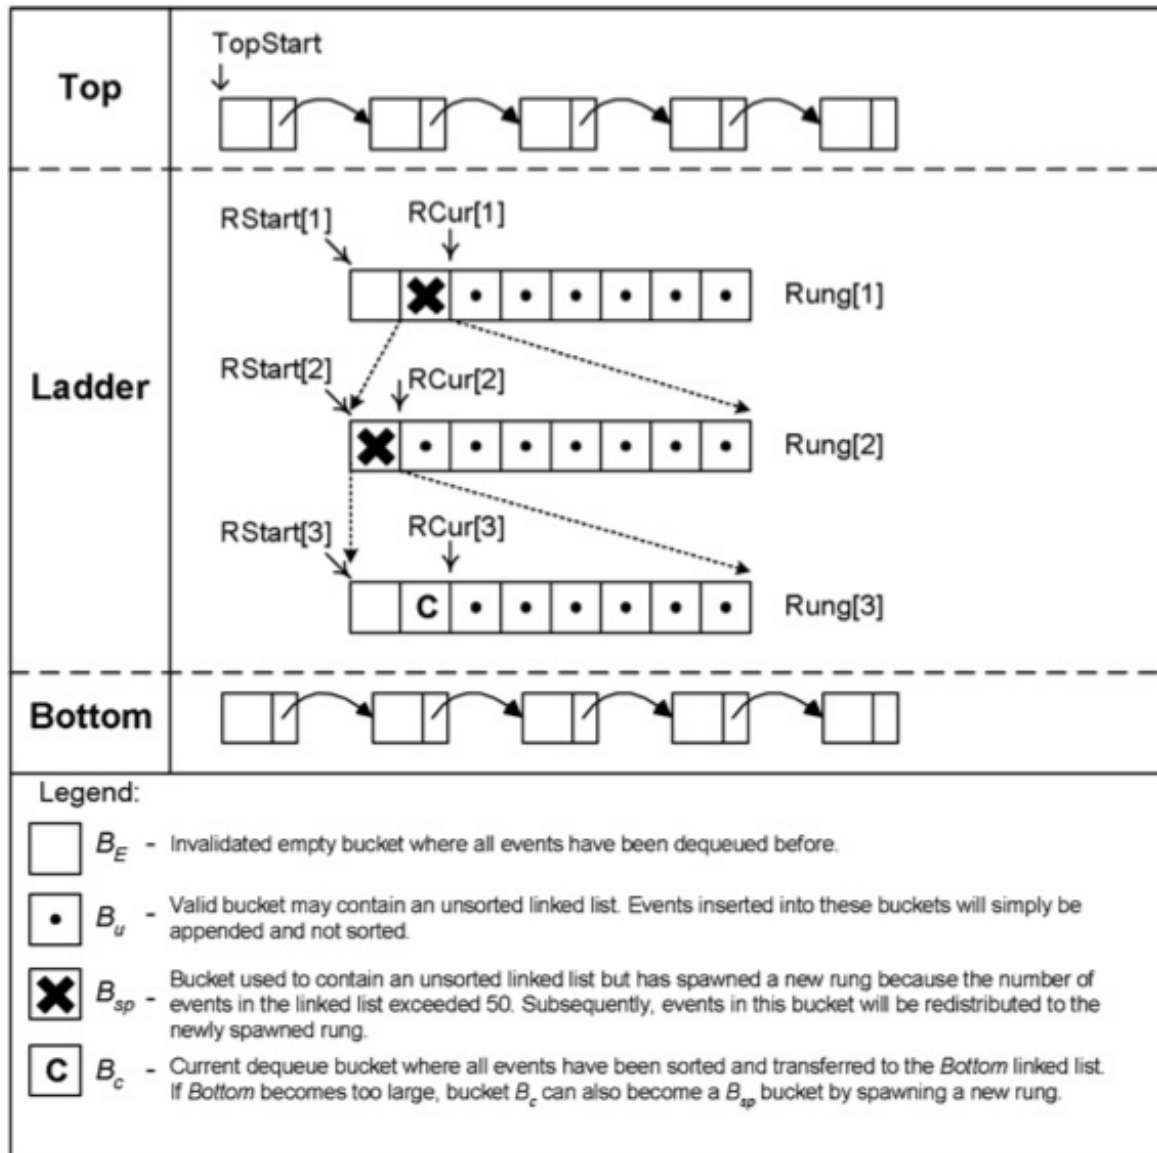 Top
TopStart
Ladder
RStart[1]
RCur[1]
Rung[1]
RStart[2]
RCur[2]
Rung[2]
RStart[3]
RCur[3]
C
Rung[3]
Bottom
Legend:
B_E - Invalidated empty bucket where all events have been dequeued before.
B_u - Valid bucket may contain an unsorted linked list. Events inserted into these buckets will simply be
appended and not sorted.
B_sp - Bucket used to contain an unsorted linked list but has spawned a new rung because the number of
events in the linked list exceeded 50. Subsequently, events in this bucket will be redistributed to the
newly spawned rung.
C B_c - Current dequeue bucket where all events have been sorted and transferred to the Bottom linked list.
If Bottom becomes too large, bucket B_c can also become a B_sp bucket by spawning a new rung.